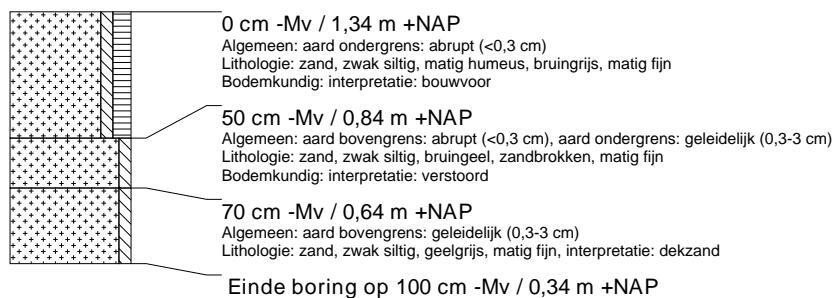 0 cm -Mv / 1,34 m +NAP
Algemeen: aard ondergrens: abrupt (<0,3 cm)
Lithologie: zand, zwak siltig, matig humeus, bruingrijs, matig fijn
Bodemkundig: interpretatie: bouwvoor
50 cm -Mv / 0,84 m +NAP
Algemeen: aard bovengrens: abrupt (<0,3 cm), aard ondergrens: geleidelijk (0,3-3 cm)
Lithologie: zand, zwak siltig, bruingeel, zandbrokken, matig fijn
Bodemkundig: interpretatie: verstoord
70 cm -Mv / 0,64 m +NAP
Algemeen: aard bovengrens: geleidelijk (0,3-3 cm)
Lithologie: zand, zwak siltig, geelgrijs, matig fijn, interpretatie: dekzand
Einde boring op 100 cm -Mv / 0,34 m +NAP